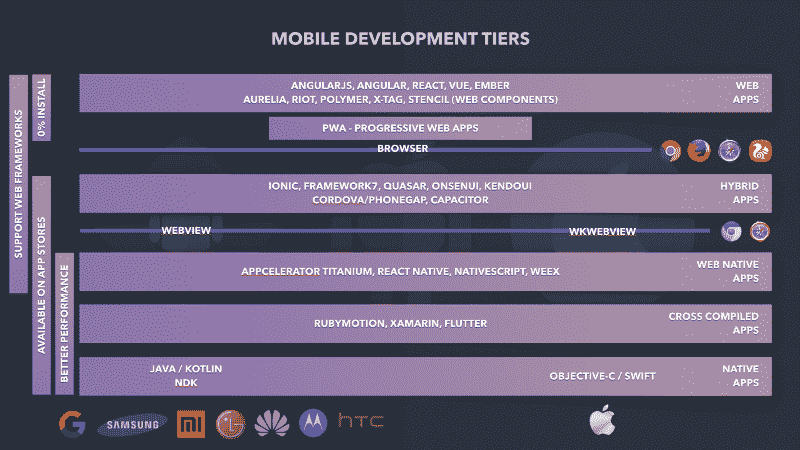 MOBILE DEVELOPMENT TIERS
SUPPORT WEB FRAMEWORKS
0% INSTALL
ANGULARJS, ANGULAR, REACT, VUE, EMBER
AURELIA, RIOT, POLYMER, X-TAG, STENCIL (WEB COMPONENTS)
WEB
APPS
PWA - PROGRESSIVE WEB APPS
BROWSER
AVAILABLE ON APP STORES
IONIC, FRAMEWORK7, QUASAR, ONSENUI, KENDOUI
CORDOVA/PHONEGAP, CAPACITOR
HYBRID
APPS
WEBVIEW
WKWEBVIEW
BETTER PERFORMANCE
APPCELERATOR TITANIUM, REACT NATIVE, NATIVESCRIPT, WEEX
WEB NATIVE
APPS
RUBYMOTION, XAMARIN, FLUTTER
CROSS COMPILED
APPS
JAVA / KOTLIN
NDK
OBJECTIVE-C / SWIFT
NATIVE
APPS
G
SAMSUNG
MI
LG
HTC